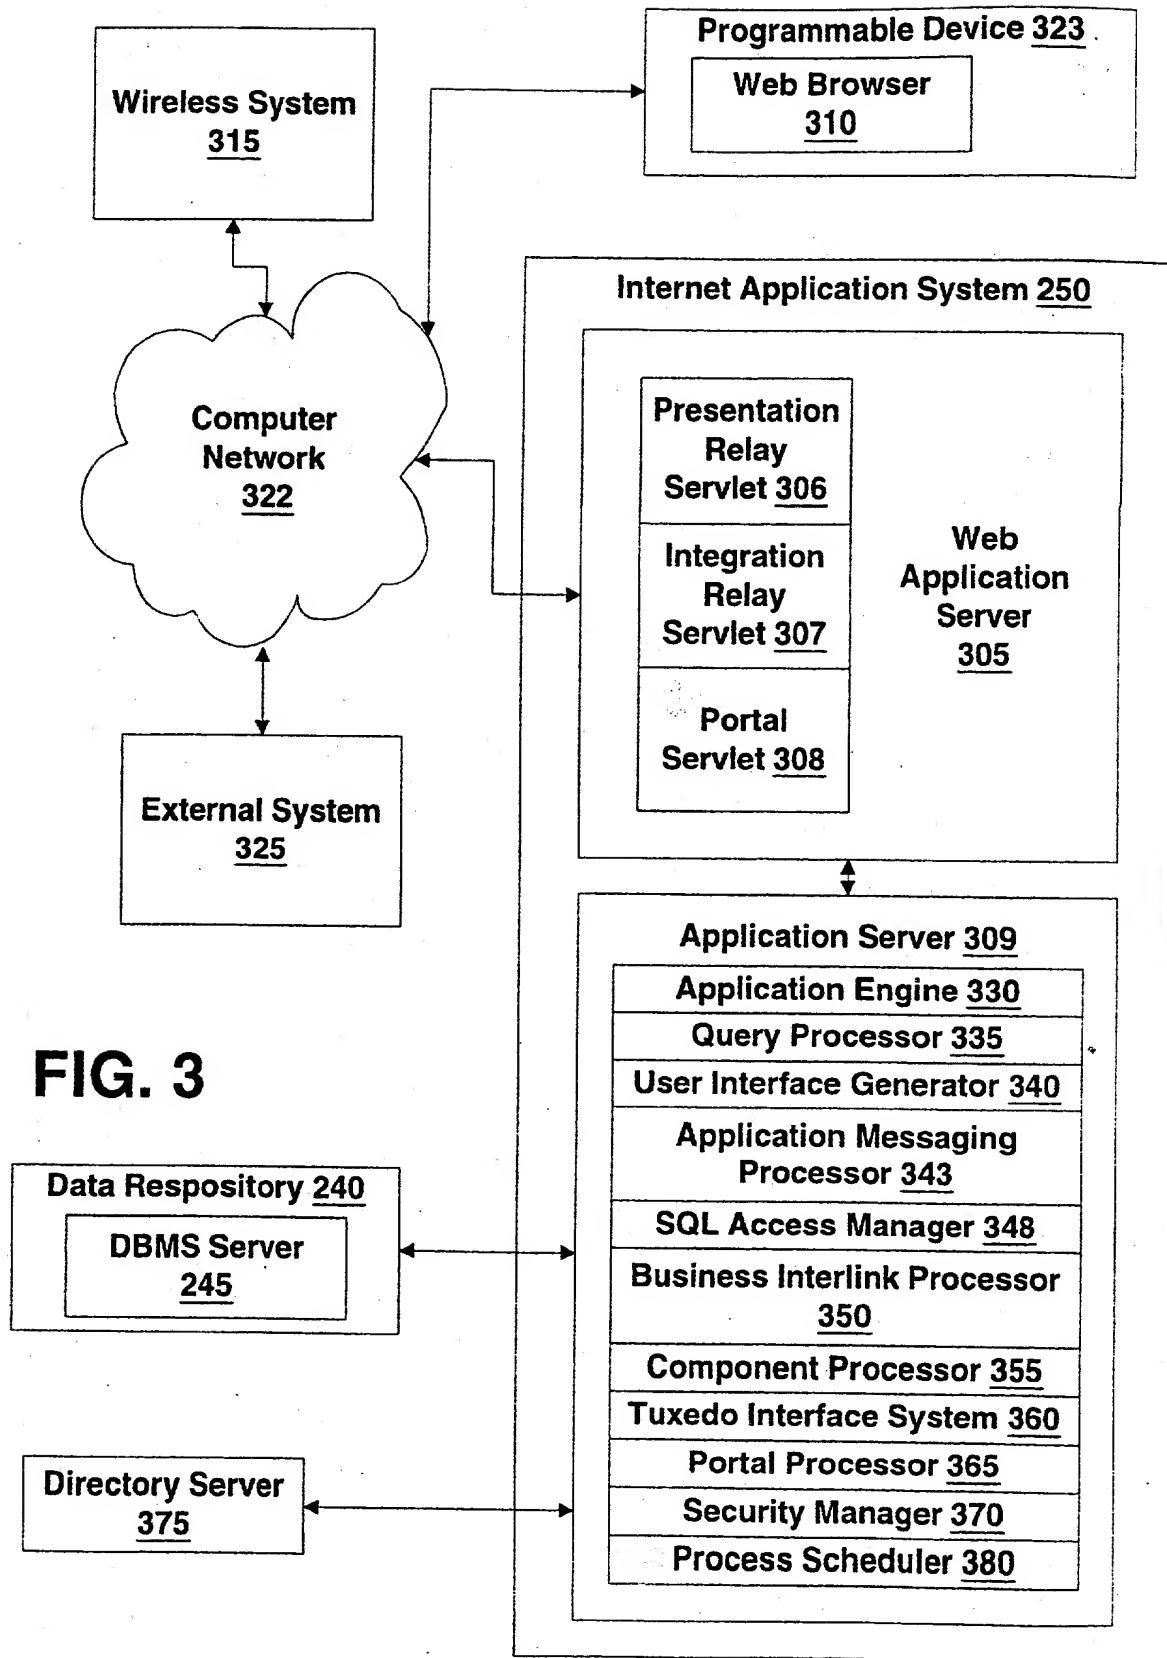 Programmable Device 323
Web Browser
310
Wireless System
315
Internet Application System 250
Computer
Network
322
Presentation
Relay
Servlet 306
Integration
Relay
Servlet 307
Portal
Servlet 308
Web
Application
Server
305
External System
325
Application Server 309
Application Engine 330
Query Processor 335
User Interface Generator 340
Application Messaging
Processor 343
SQL Access Manager 348
Business Interlink Processor
350
Component Processor 355
Tuxedo Interface System 360
Portal Processor 365
Security Manager 370
Process Scheduler 380
FIG. 3
Data Respository 240
DBMS Server
245
Directory Server
375